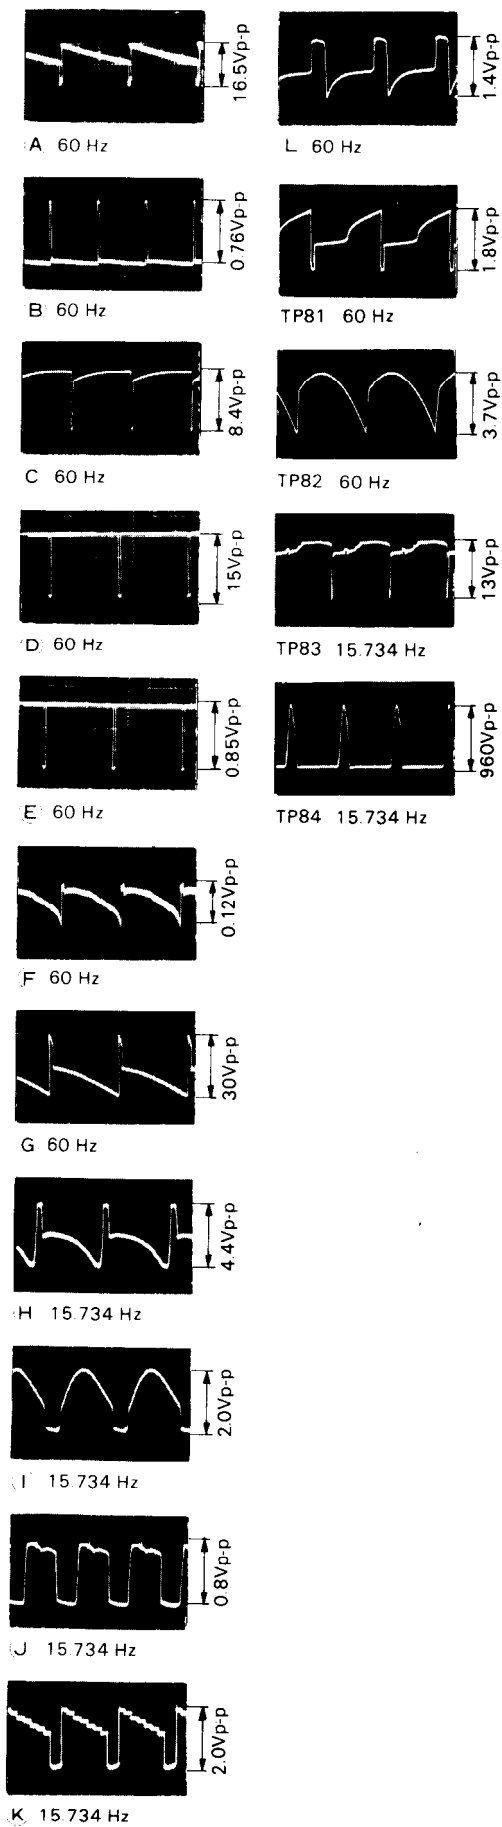 16.5Vp-p
A 60 Hz
0.76Vp-p
B 60 Hz
8.4Vp-p
C 60 Hz
15Vp-p
D 60 Hz
0.85Vp-p
E 60 Hz
0.12Vp-p
F 60 Hz
30Vp-p
G 60 Hz
4.4Vp-p
H 15.734 Hz
2.0Vp-p
I 15.734 Hz
0.8Vp-p
J 15.734 Hz
2.0Vp-p
K 15.734 Hz
1.4Vp-p
L 60 Hz
1.8Vp-p
TP81 60 Hz
3.7Vp-p
TP82 60 Hz
13Vp-p
TP83 15.734 Hz
960Vp-p
TP84 15.734 Hz